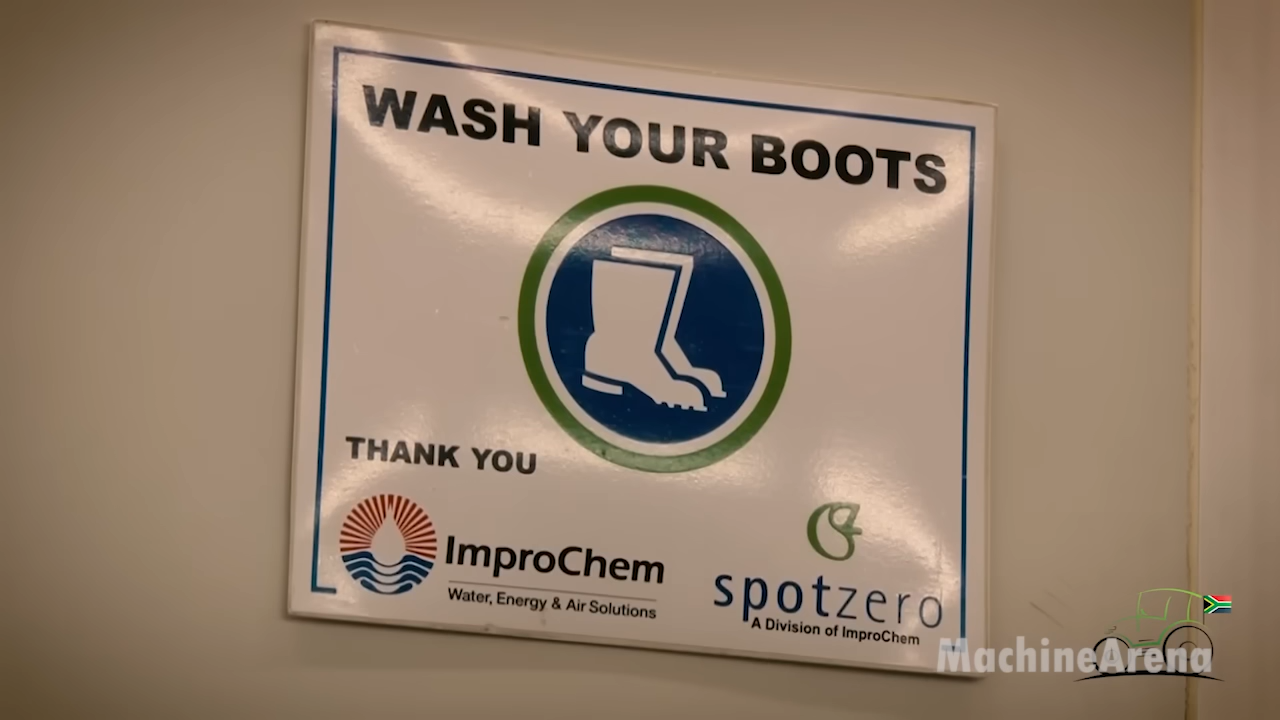 WASH YOUR BOOTS
THANK YOU
ImproChem
Water, Energy & Air Solutions
spotzero
A Division of ImproChem
MachineArena